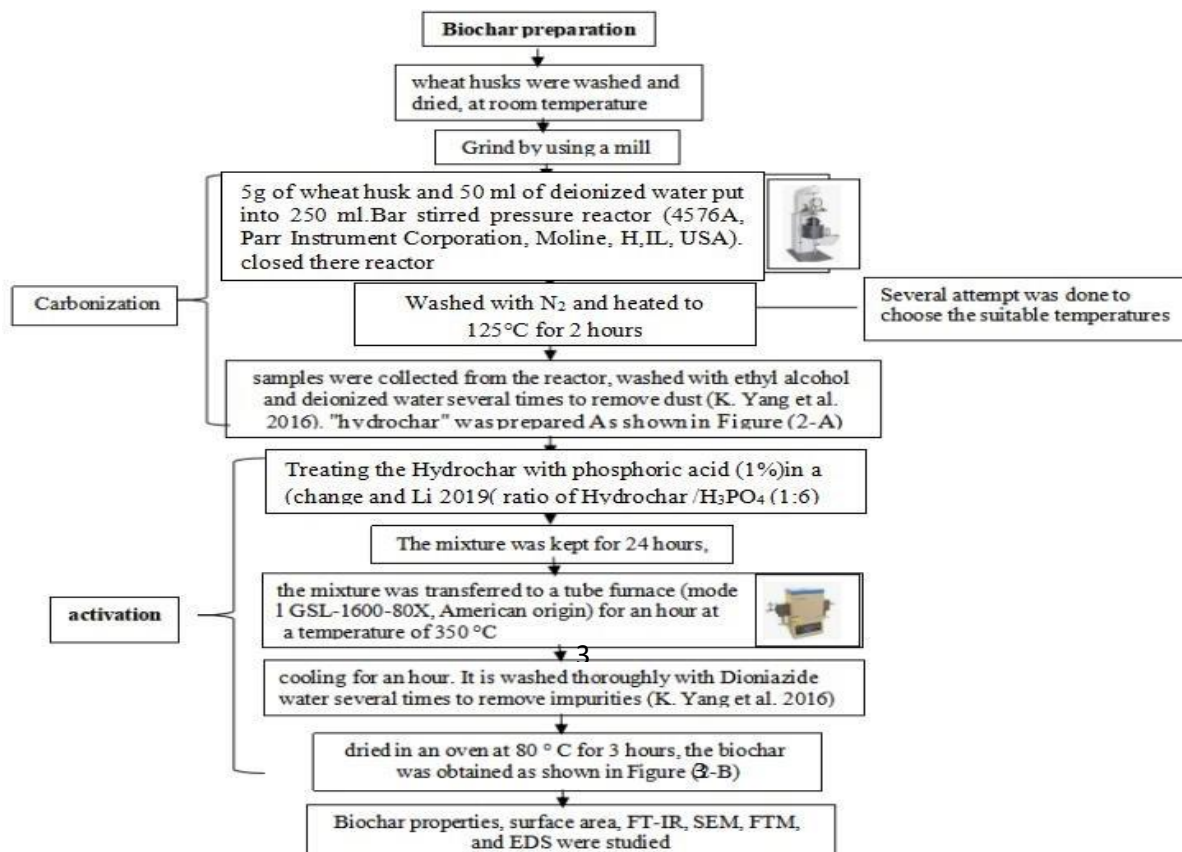 Biochar preparation
wheat husks were washed and
dried, at room temperature
Grind by using a mill
5g of wheat husk and 50 ml of deionized water put
into 250 ml.Bar stirred pressure reactor (4576A,
Parr Instrument Corporation, Moline, H,IL, USA).
closed there reactor
Carbonization
Washed with N₂ and heated to
125°C for 2 hours
Several attempt was done to
choose the suitable temperatures
samples were collected from the reactor, washed with ethyl alcohol
and deionized water several times to remove dust (K. Yang et al.
2016). "hydrochar" was prepared As shown in Figure (2-A)
Treating the Hydrochar with phosphoric acid (1%)in a
(change and Li 2019( ratio of Hydrochar /H₃PO₄ (1:6)
The mixture was kept for 24 hours,
activation
the mixture was transferred to a tube furnace (mode
l GSL-1600-80X, American origin) for an hour at
a temperature of 350 °C
3
cooling for an hour. It is washed thoroughly with Dioniazide
water several times to remove impurities (K. Yang et al. 2016)
dried in an oven at 80 ° C for 3 hours, the biochar
was obtained as shown in Figure -B)
Biochar properties, surface area, FT-IR, SEM, FTM,
and EDS were studied